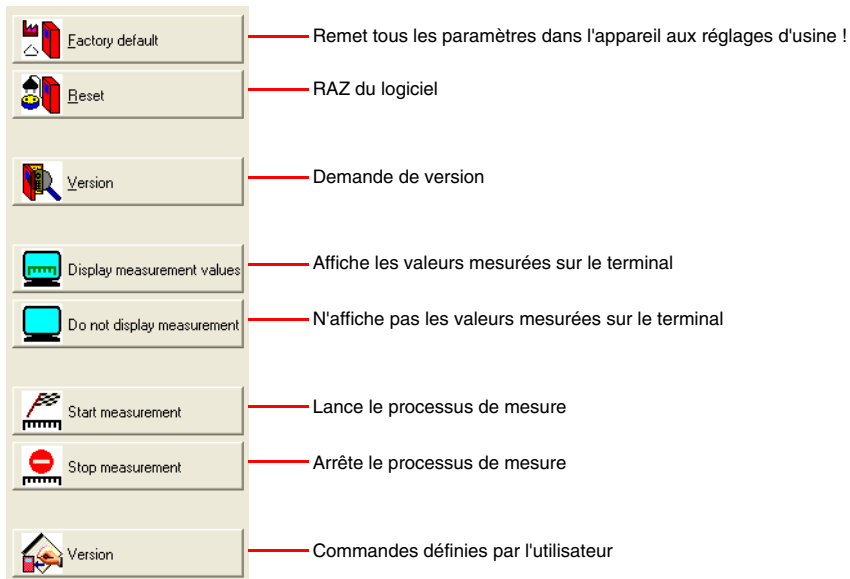 Factory default
Remet tous les paramètres dans l'appareil aux réglages d'usine !
Reset
RAZ du logiciel
Version
Demande de version
Display measurement values
Affiche les valeurs mesurées sur le terminal
Do not display measurement
N'affiche pas les valeurs mesurées sur le terminal
Start measurement
Lance le processus de mesure
Stop measurement
Arrête le processus de mesure
Version
Commandes définies par l'utilisateur